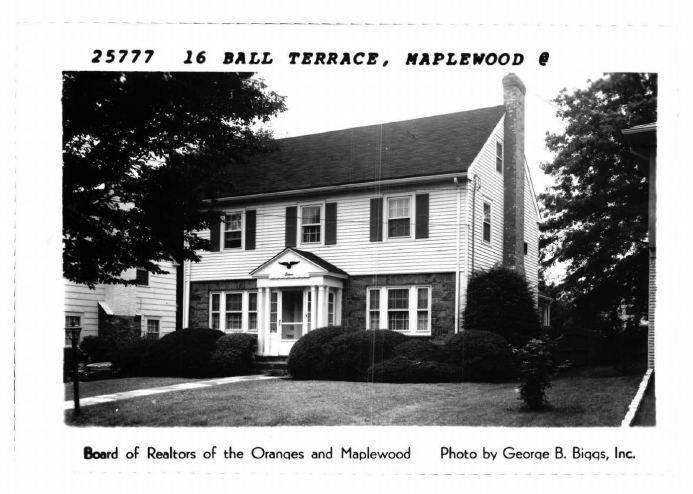 25777 16 BALL TERRACE, MAPLEWOOD @
Board of Realtors of the Oranges and Maplewood Photo by George B. Biggs, Inc.